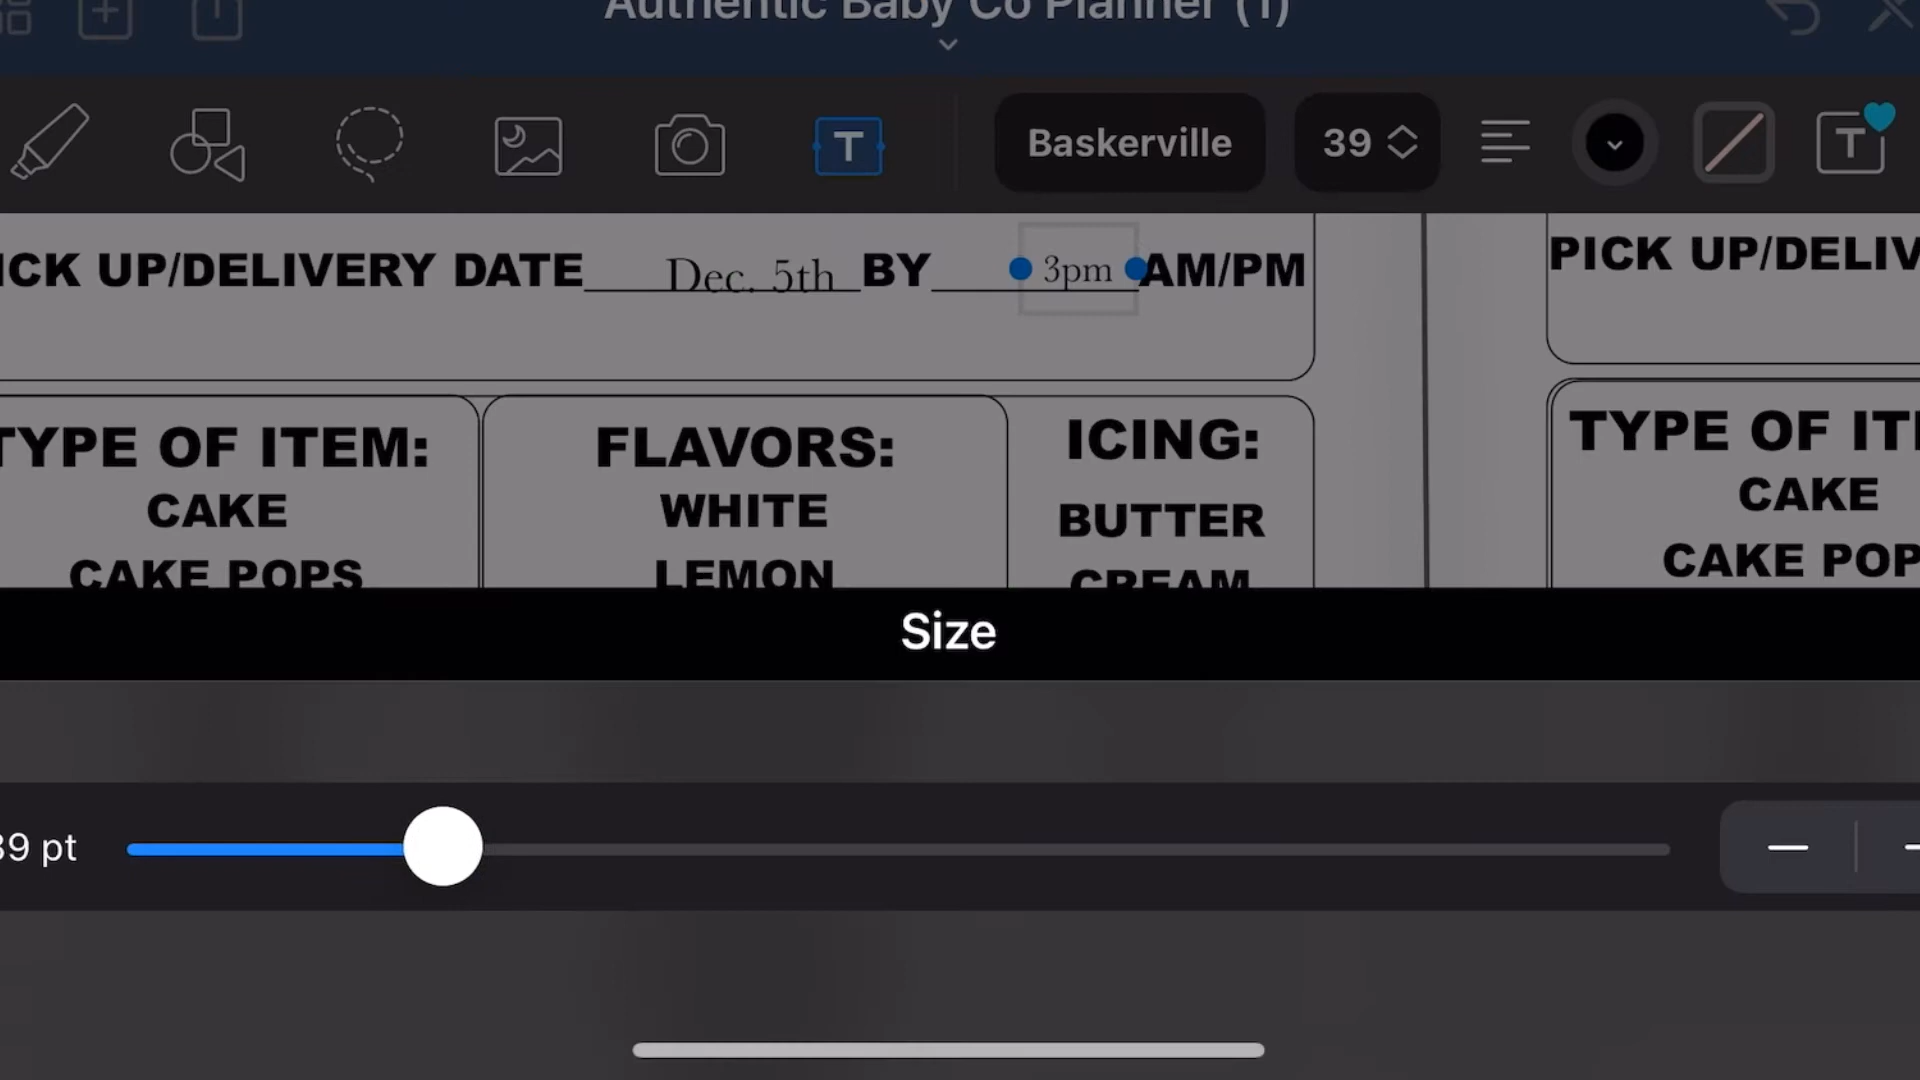 Authentic Baby Co Planner (1)
T Baskerville 39 T
ICK UP/DELIVERY DATE Dec. 5th BY 3pm AM/PM
PICK UP/DELIV
TYPE OF ITEM:
CAKE
CAKE POPS
FLAVORS:
WHITE
LEMON
ICING:
BUTTER
CREAM
TYPE OF ITE
CAKE
CAKE POP
Size
39 pt